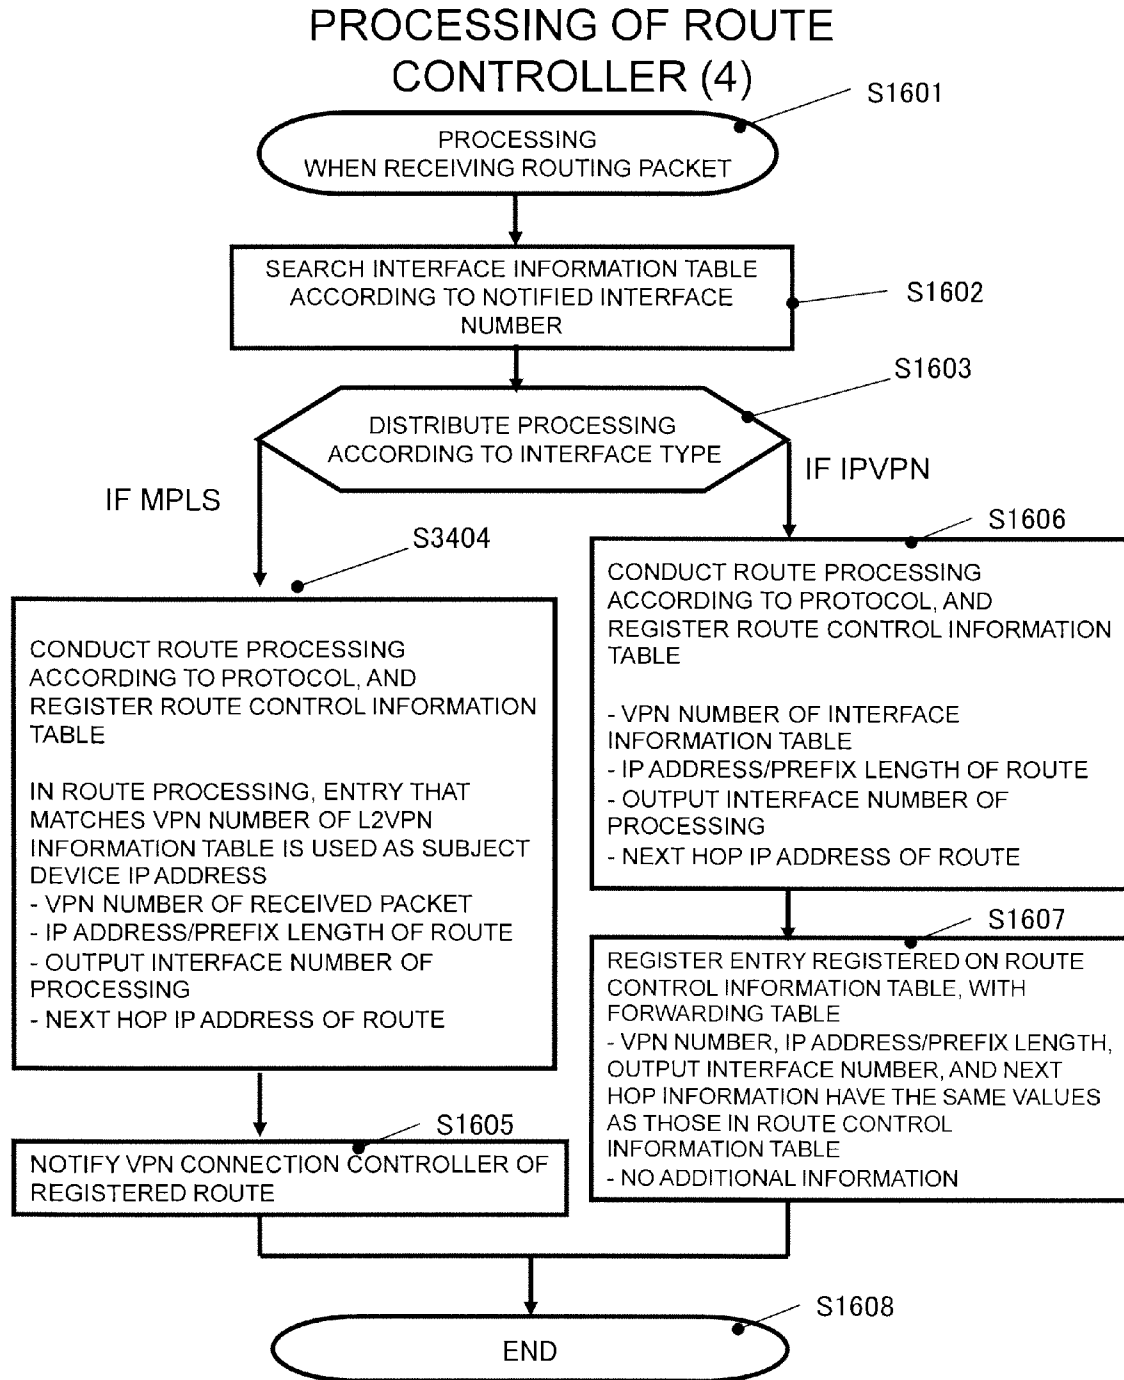 PROCESSING OF ROUTE
CONTROLLER (4)
S1601
PROCESSING
WHEN RECEIVING ROUTING PACKET
SEARCH INTERFACE INFORMATION TABLE
ACCORDING TO NOTIFIED INTERFACE
NUMBER
S1602
S1603
DISTRIBUTE PROCESSING
ACCORDING TO INTERFACE TYPE
IF MPLS
IF IPVPN
S3404
CONDUCT ROUTE PROCESSING
ACCORDING TO PROTOCOL, AND
REGISTER ROUTE CONTROL INFORMATION
TABLE
IN ROUTE PROCESSING, ENTRY THAT
MATCHES VPN NUMBER OF L2VPN
INFORMATION TABLE IS USED AS SUBJECT
DEVICE IP ADDRESS
- VPN NUMBER OF RECEIVED PACKET
- IP ADDRESS/PREFIX LENGTH OF ROUTE
- OUTPUT INTERFACE NUMBER OF
PROCESSING
- NEXT HOP IP ADDRESS OF ROUTE
S1605
NOTIFY VPN CONNECTION CONTROLLER OF
REGISTERED ROUTE
S1606
CONDUCT ROUTE PROCESSING
ACCORDING TO PROTOCOL, AND
REGISTER ROUTE CONTROL INFORMATION
TABLE
- VPN NUMBER OF INTERFACE
INFORMATION TABLE
- IP ADDRESS/PREFIX LENGTH OF ROUTE
- OUTPUT INTERFACE NUMBER OF
PROCESSING
- NEXT HOP IP ADDRESS OF ROUTE
S1607
REGISTER ENTRY REGISTERED ON ROUTE
CONTROL INFORMATION TABLE, WITH
FORWARDING TABLE
- VPN NUMBER, IP ADDRESS/PREFIX LENGTH,
OUTPUT INTERFACE NUMBER, AND NEXT
HOP INFORMATION HAVE THE SAME VALUES
AS THOSE IN ROUTE CONTROL
INFORMATION TABLE
- NO ADDITIONAL INFORMATION
S1608
END